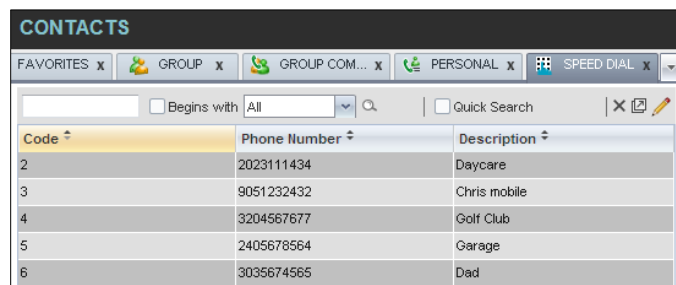 CONTACTS
FAVORITES x GROUP x GROUP COM... x PERSONAL x SPEED DIAL x
Begins with All Quick Search
Code Phone Number Description
2 2023111434 Daycare
3 9051232432 Chris mobile
4 3204567677 Golf Club
5 2405678564 Garage
6 3035674565 Dad